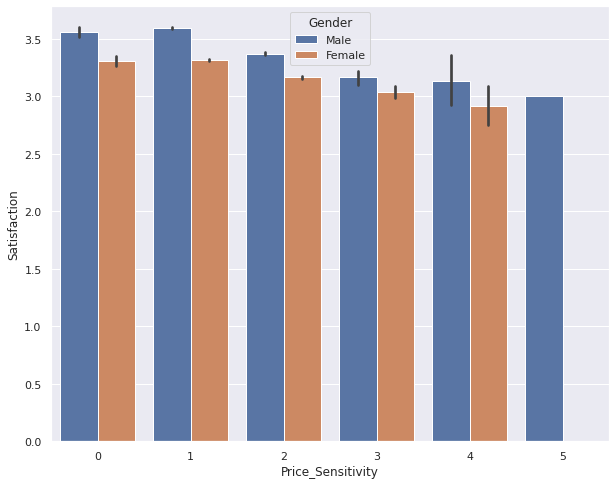 Gender
Male
Female
3.5
3.0
2.5
2.0
1.5
1.0
0.5
0.0
Satisfaction
0 1 2 3 4 5
Price_Sensitivity